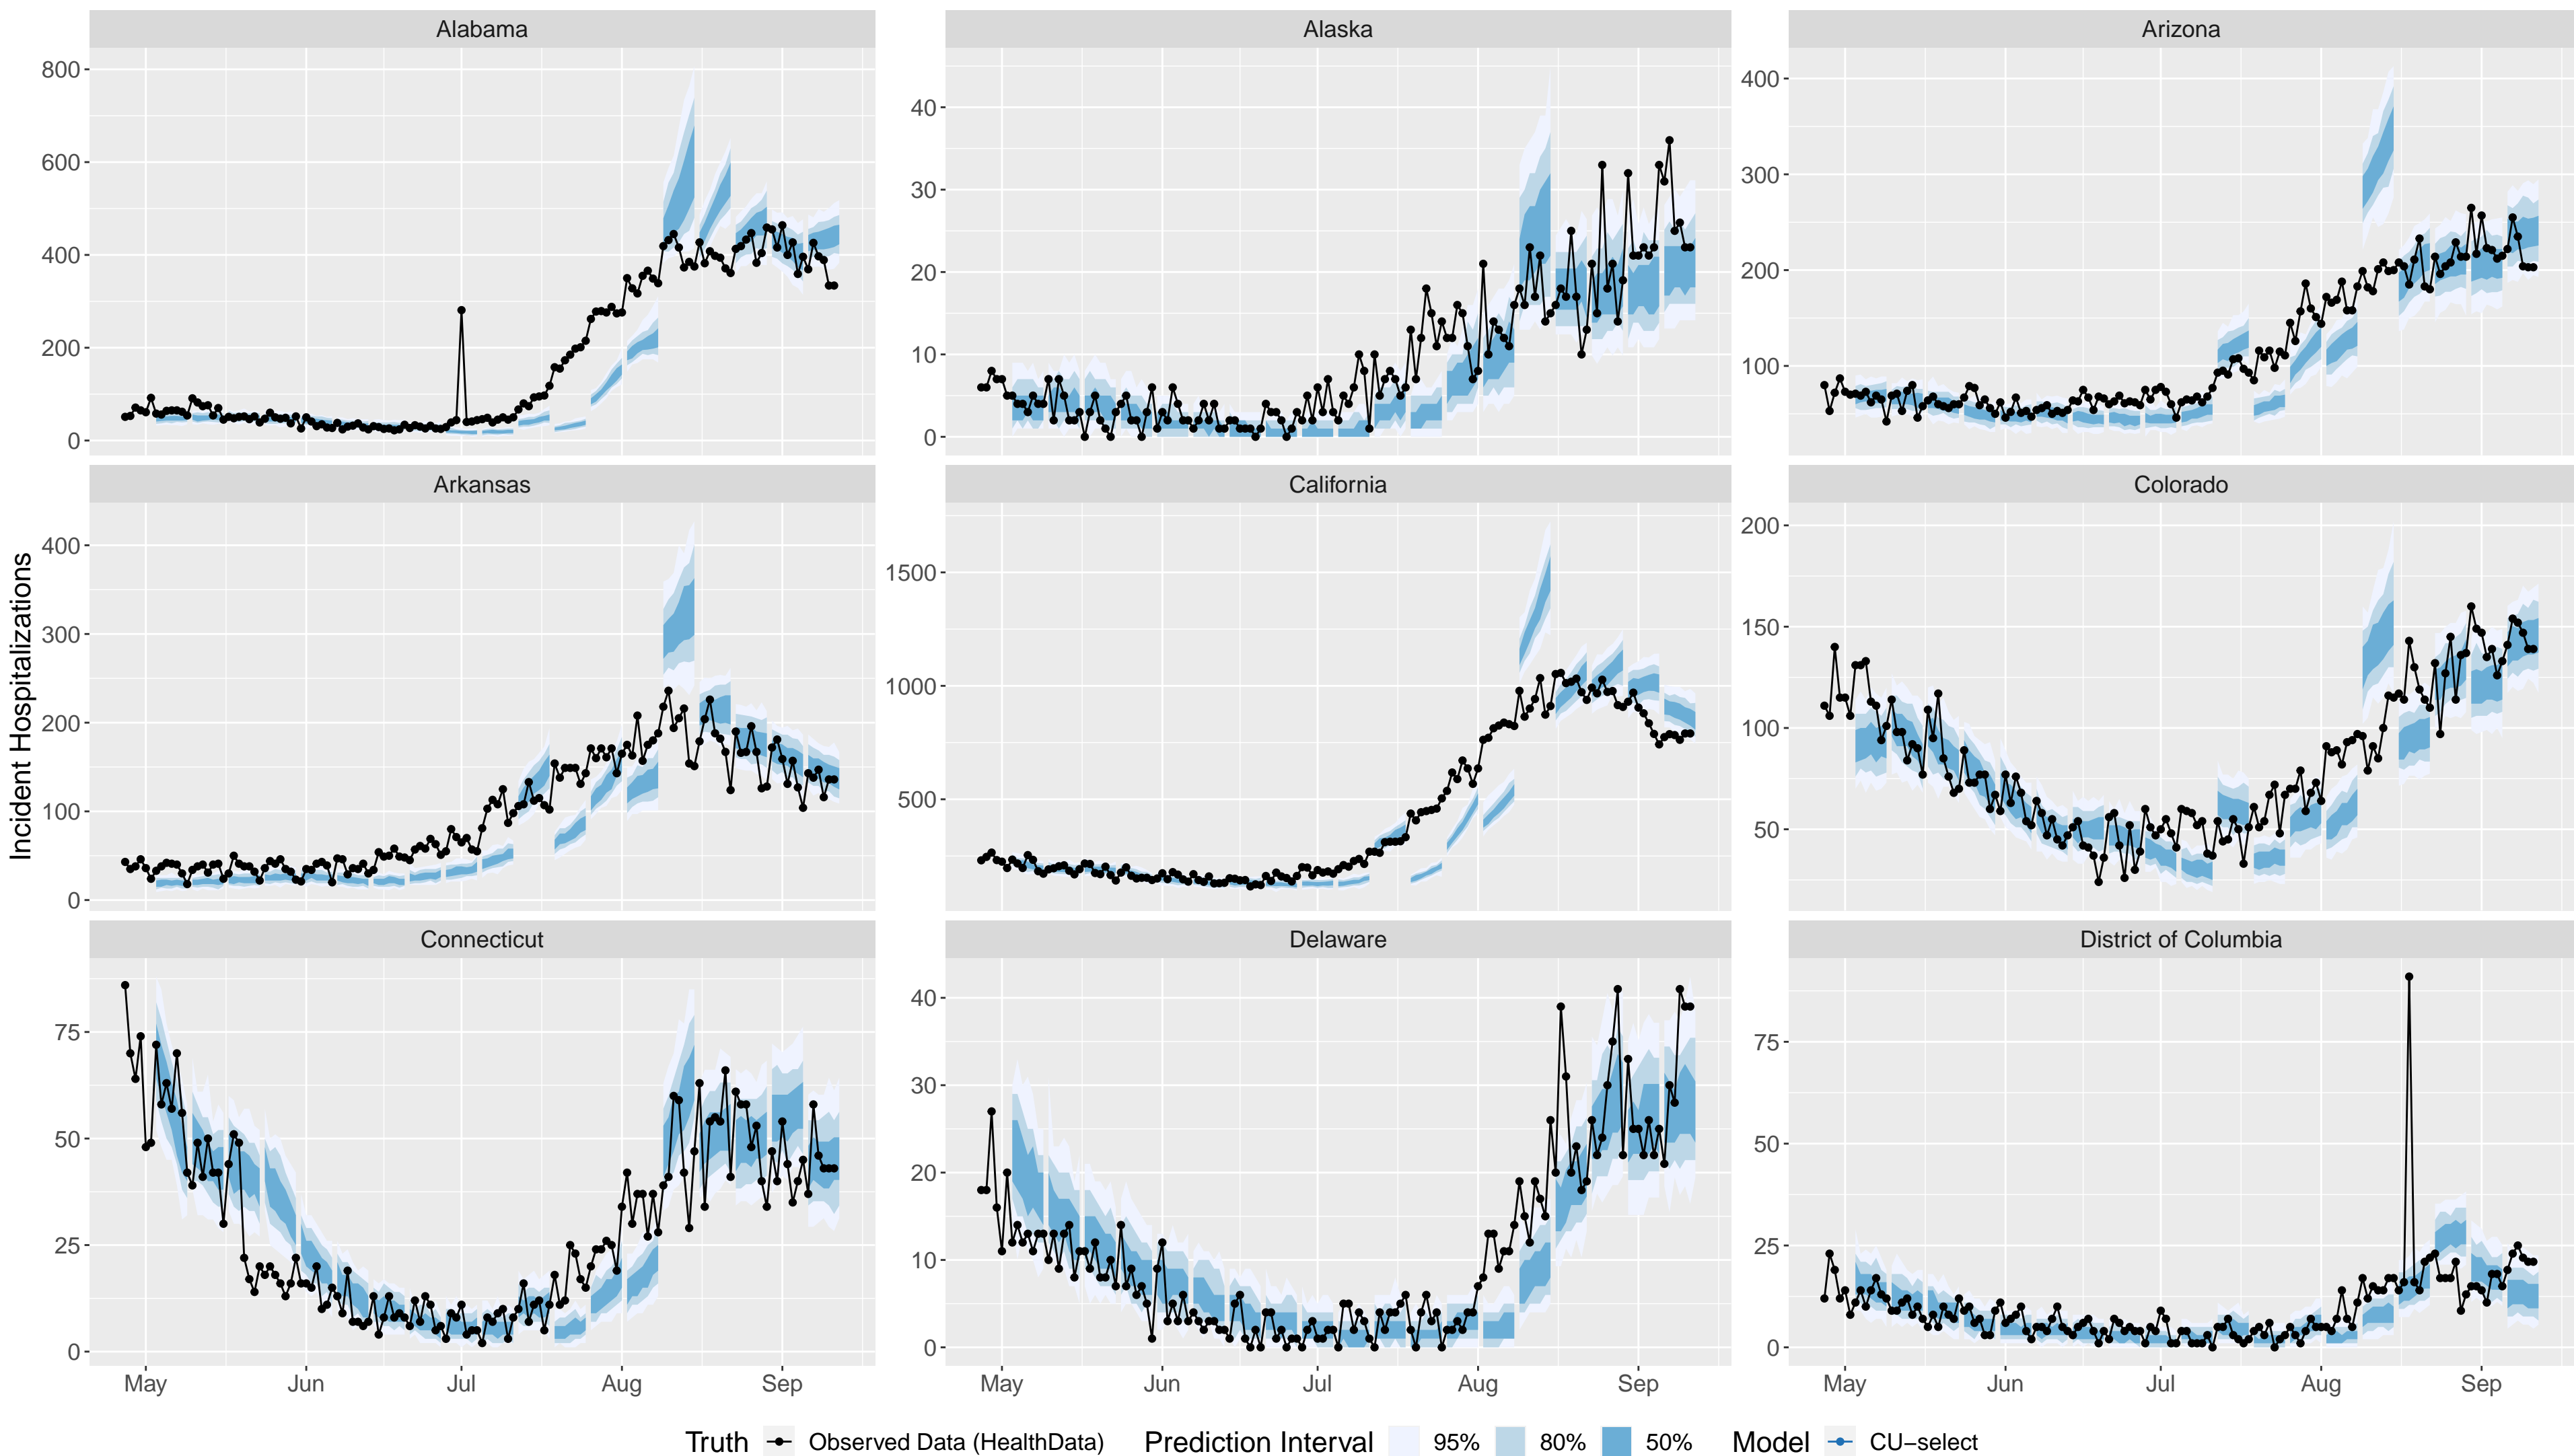 Alabama
Alaska
Arizona
800
600
400
200
0
40
30
20
10
0
400
300
200
100
Arkansas
California
Colorado
400
300
200
100
0
1500
1000
500
200
150
100
50
Incident Hospitalizations
Connecticut
Delaware
District of Columbia
75
50
25
0
40
30
20
10
0
75
50
25
0
May Jun Jul Aug Sep
May Jun Jul Aug Sep
May Jun Jul Aug Sep
Truth Observed Data (HealthData) Prediction Interval 95% 80% 50% Model CU−select